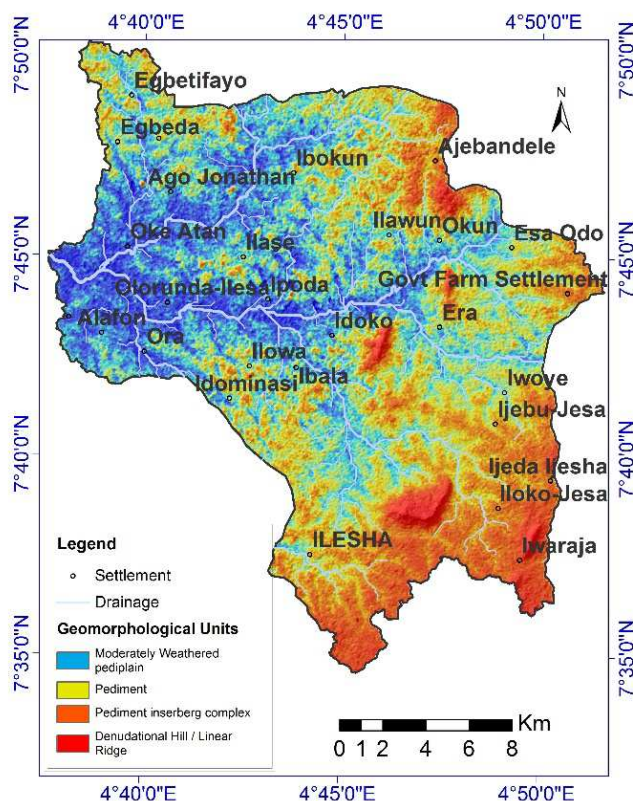 4°40'0"E 4°45'0"E 4°50'0"E
7°50'0"N 7°50'0"N
N
Egbetifayo
Egbeda
Ajebandele
Ibokun
Ago Jonathan
Ilawun Okun
Esa Odo
Oke Atan
Ilase
7°45'0"N 7°45'0"N
Govt Farm Settlement
Olorunda-Ilesa Ipoda
Alafon
Idoko
Era
Ora
Ilowa
Ibala
Iwoye
Idominasi
Ijebu-Jesa
7°40'0"N 7°40'0"N
Ijeda Ilesha
Iloko-Jesa
ILESHA
Iwaraja
7°35'0"N 7°35'0"N
Legend
Settlement
Drainage
Geomorphological Units
Moderately Weathered
pediplain
Pediment
Pediment inserberg complex
Denudational Hill / Linear
Ridge
Km
0 1 2 4 6 8
4°40'0"E 4°45'0"E 4°50'0"E